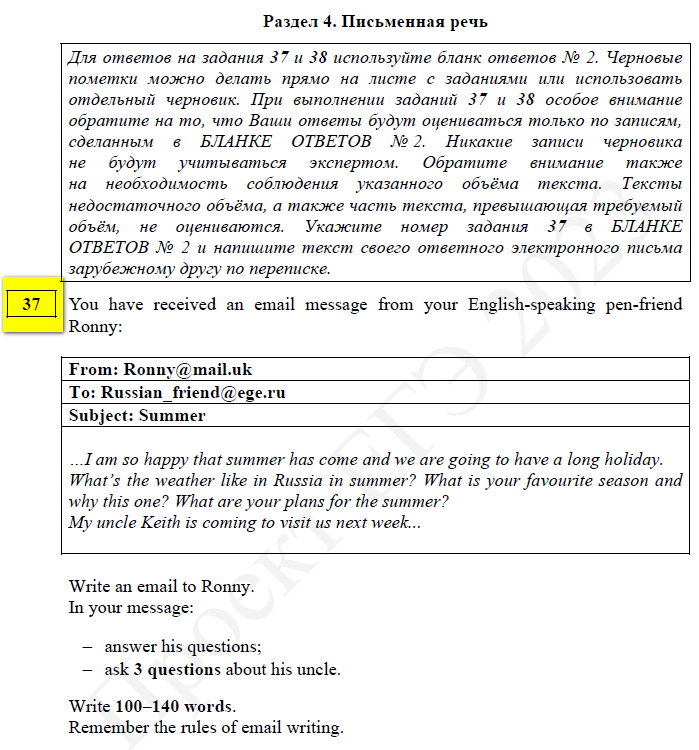 Раздел 4. Письменная речь
Для ответов на задания 37 и 38 используйте бланк ответов № 2. Черновые
пометки можно делать прямо на листе с заданиями или использовать
отдельный черновик. При выполнении заданий 37 и 38 особое внимание
обратите на то, что Ваши ответы будут оцениваться только по записям,
сделанным в БЛАНКЕ ОТВЕТОВ № 2. Никакие записи черновика
не будут учитываться экспертом. Обратите внимание также
на необходимость соблюдения указанного объёма текста. Тексты
недостаточного объёма, а также часть текста, превышающая требуемый
объём, не оцениваются. Укажите номер задания 37 в БЛАНКЕ
ОТВЕТОВ № 2 и напишите текст своего ответного электронного письма
зарубежному другу по переписке.
37 You have received an email message from your English-speaking pen-friend
Ronny:
From: Ronny@mail.uk
To: Russian_friend@ege.ru
Subject: Summer
…I am so happy that summer has come and we are going to have a long holiday.
What’s the weather like in Russia in summer? What is your favourite season and
why this one? What are your plans for the summer?
My uncle Keith is coming to visit us next week...
Write an email to Ronny.
In your message:
– answer his questions;
– ask 3 questions about his uncle.
Write 100–140 words.
Remember the rules of email writing.
Проект ЕГЭ 2022